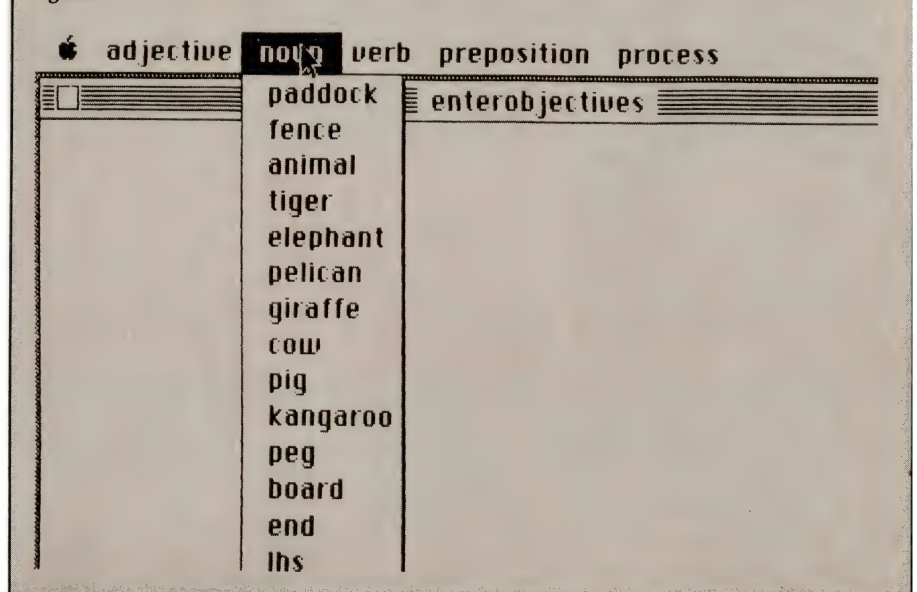 adjective noun verb preposition process
enterobjectives
paddock
fence
animal
tiger
elephant
pelican
giraffe
cow
pig
kangaroo
peg
board
end
lhs